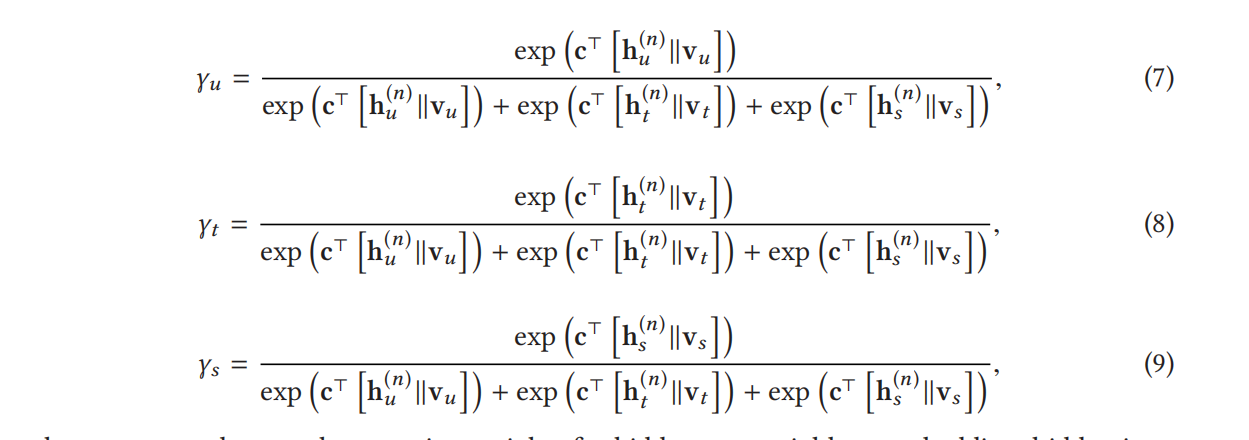 γ_u = exp(c^⊤ [h_u^(n) ‖ v_u]) / (exp(c^⊤ [h_u^(n) ‖ v_u]) + exp(c^⊤ [h_t^(n) ‖ v_t]) + exp(c^⊤ [h_s^(n) ‖ v_s])), (7)
γ_t = exp(c^⊤ [h_t^(n) ‖ v_t]) / (exp(c^⊤ [h_u^(n) ‖ v_u]) + exp(c^⊤ [h_t^(n) ‖ v_t]) + exp(c^⊤ [h_s^(n) ‖ v_s])), (8)
γ_s = exp(c^⊤ [h_s^(n) ‖ v_s]) / (exp(c^⊤ [h_u^(n) ‖ v_u]) + exp(c^⊤ [h_t^(n) ‖ v_t]) + exp(c^⊤ [h_s^(n) ‖ v_s])), (9)